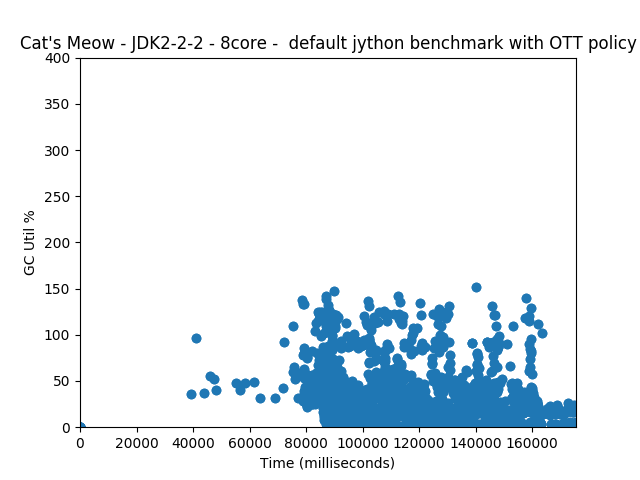 Cat's Meow - JDK2-2-2 - 8core -  default jython benchmark with OTT policy
400
350
300
250
200
150
100
50
0
GC Util %
0 20000 40000 60000 80000 100000 120000 140000 160000
Time (milliseconds)